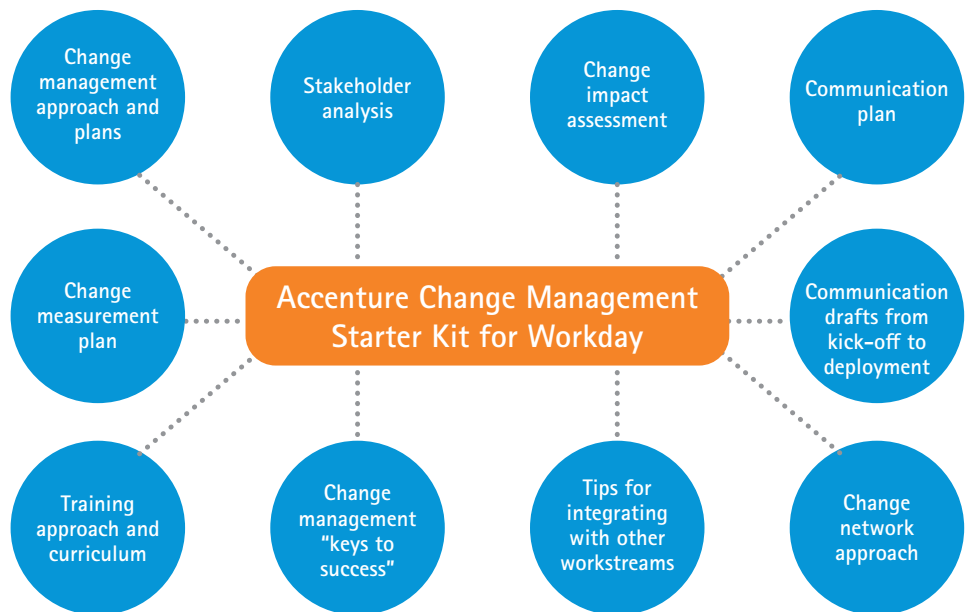 Change
management
approach and
plans
Stakeholder
analysis
Change
impact
assessment
Communication
plan
Change
measurement
plan
Accenture Change Management
Starter Kit for Workday
Communication
drafts from
kick-off to
deployment
Training
approach and
curriculum
Change
management
“keys to
success”
Tips for
integrating
with other
workstreams
Change
network
approach